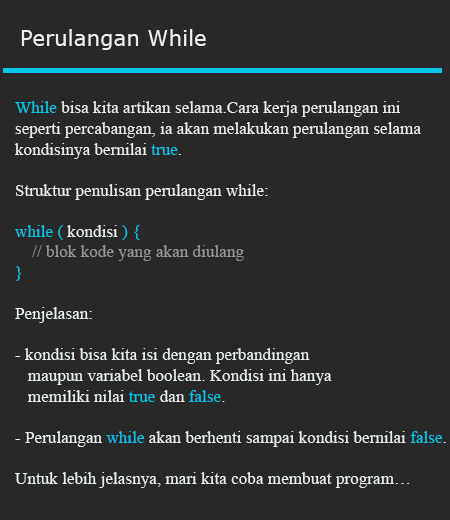 Perulangan While
While bisa kita artikan selama.Cara kerja perulangan ini
seperti percabangan, ia akan melakukan perulangan selama
kondisinya bernilai true.
Struktur penulisan perulangan while:
while ( kondisi ) {
// blok kode yang akan diulang
}
Penjelasan:
- kondisi bisa kita isi dengan perbandingan
maupun variabel boolean. Kondisi ini hanya
memiliki nilai true dan false.
- Perulangan while akan berhenti sampai kondisi bernilai false.
Untuk lebih jelasnya, mari kita coba membuat program…